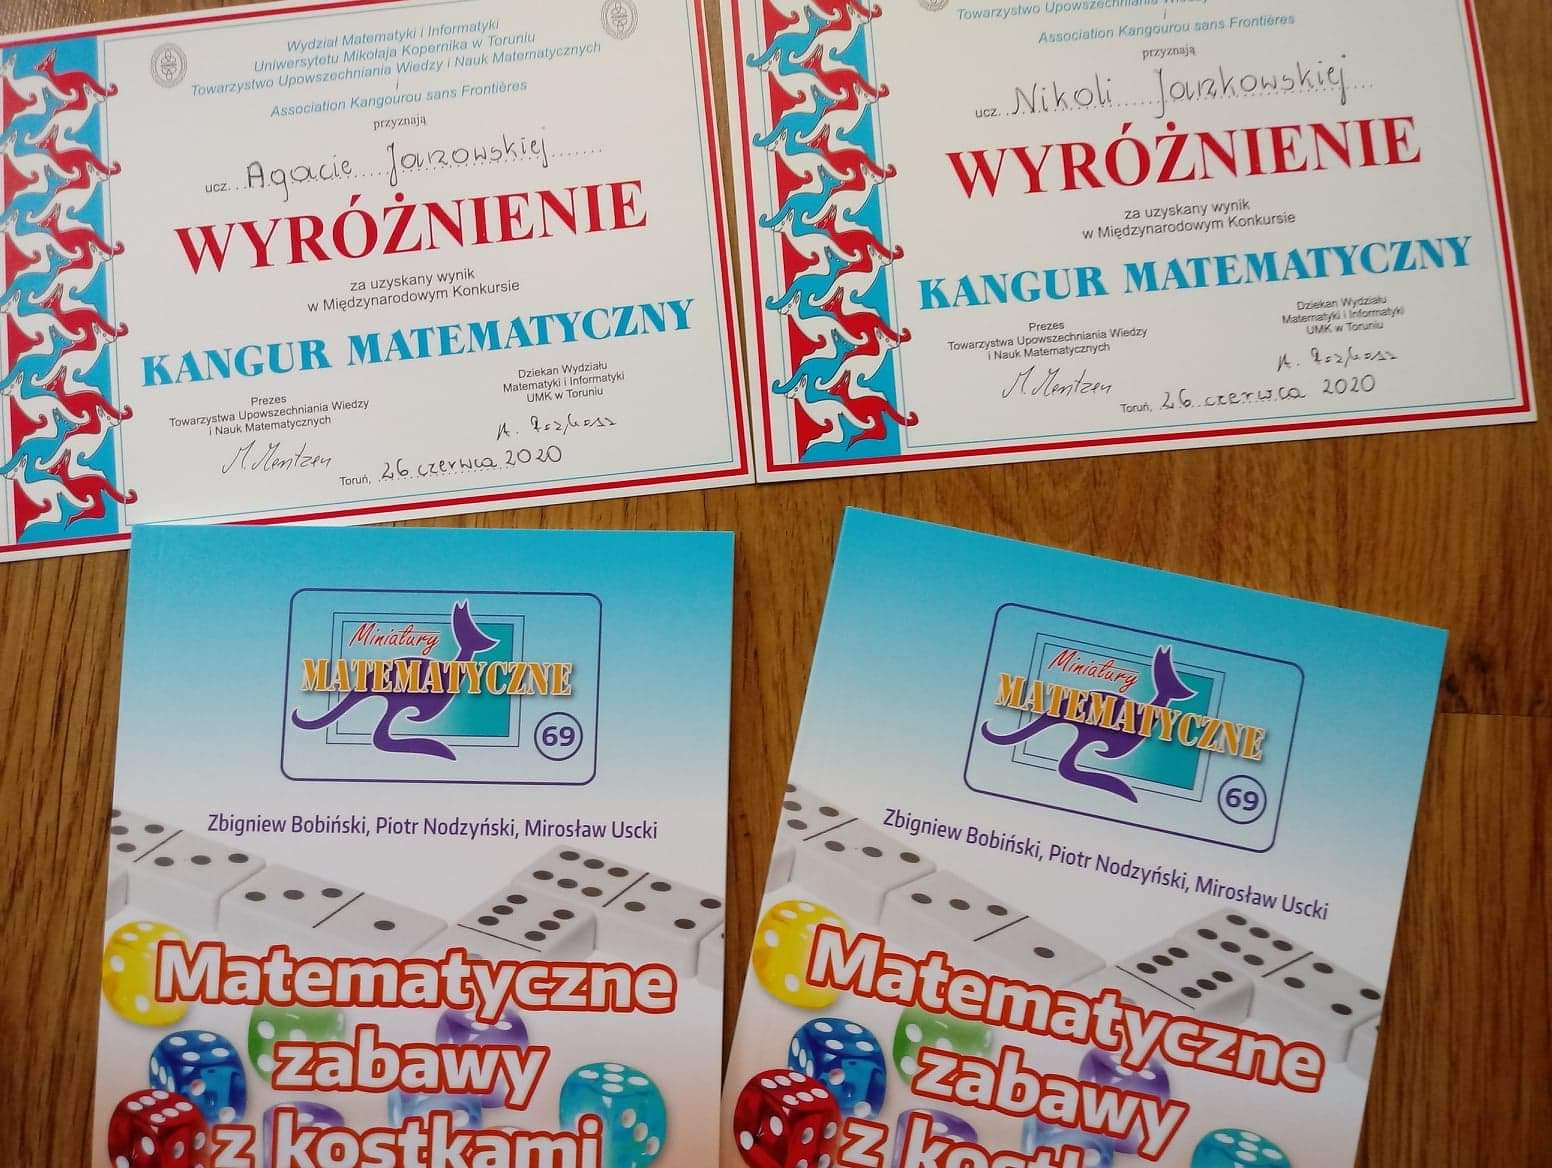 Wydział Matematyki i Informatyki
Uniwersytetu Mikołaja Kopernika w Toruniu
Towarzystwo Upowszechniania Wiedzy i Nauk Matematycznych
i
Association Kangourou sans Frontières
przyznają
ucz. Agacie Jarzowskiej
WYRÓŻNIENIE
za uzyskany wynik
w Międzynarodowym Konkursie
KANGUR MATEMATYCZNY
Prezes
Towarzystwa Upowszechniania Wiedzy
i Nauk Matematycznych
M. Mentzen
Dziekan Wydziału
Matematyki i Informatyki
UMK w Toruniu
Toruń, 26 czerwca 2020
Towarzystwo Upowszechniania
i
Association Kangourou sans Frontières
przyznają
ucz. Nikoli Jarzkowskiej
WYRÓŻNIENIE
za uzyskany wynik
w Międzynarodowym Konkursie
KANGUR MATEMATYCZNY
Prezes
Towarzystwa Upowszechniania Wiedzy
i Nauk Matematycznych
M. Mentzen
Dziekan Wydziału
Matematyki i Informatyki
UMK w Toruniu
Toruń, 26 czerwca 2020
Miniatury
MATEMATYCZNE
69
Zbigniew Bobiński, Piotr Nodzyński, Mirosław Uscki
Matematyczne
zabawy
z kostkami
Miniatury
MATEMATYCZNE
69
Zbigniew Bobiński, Piotr Nodzyński, Mirosław Uscki
Matematyczne
zabawy
z kost